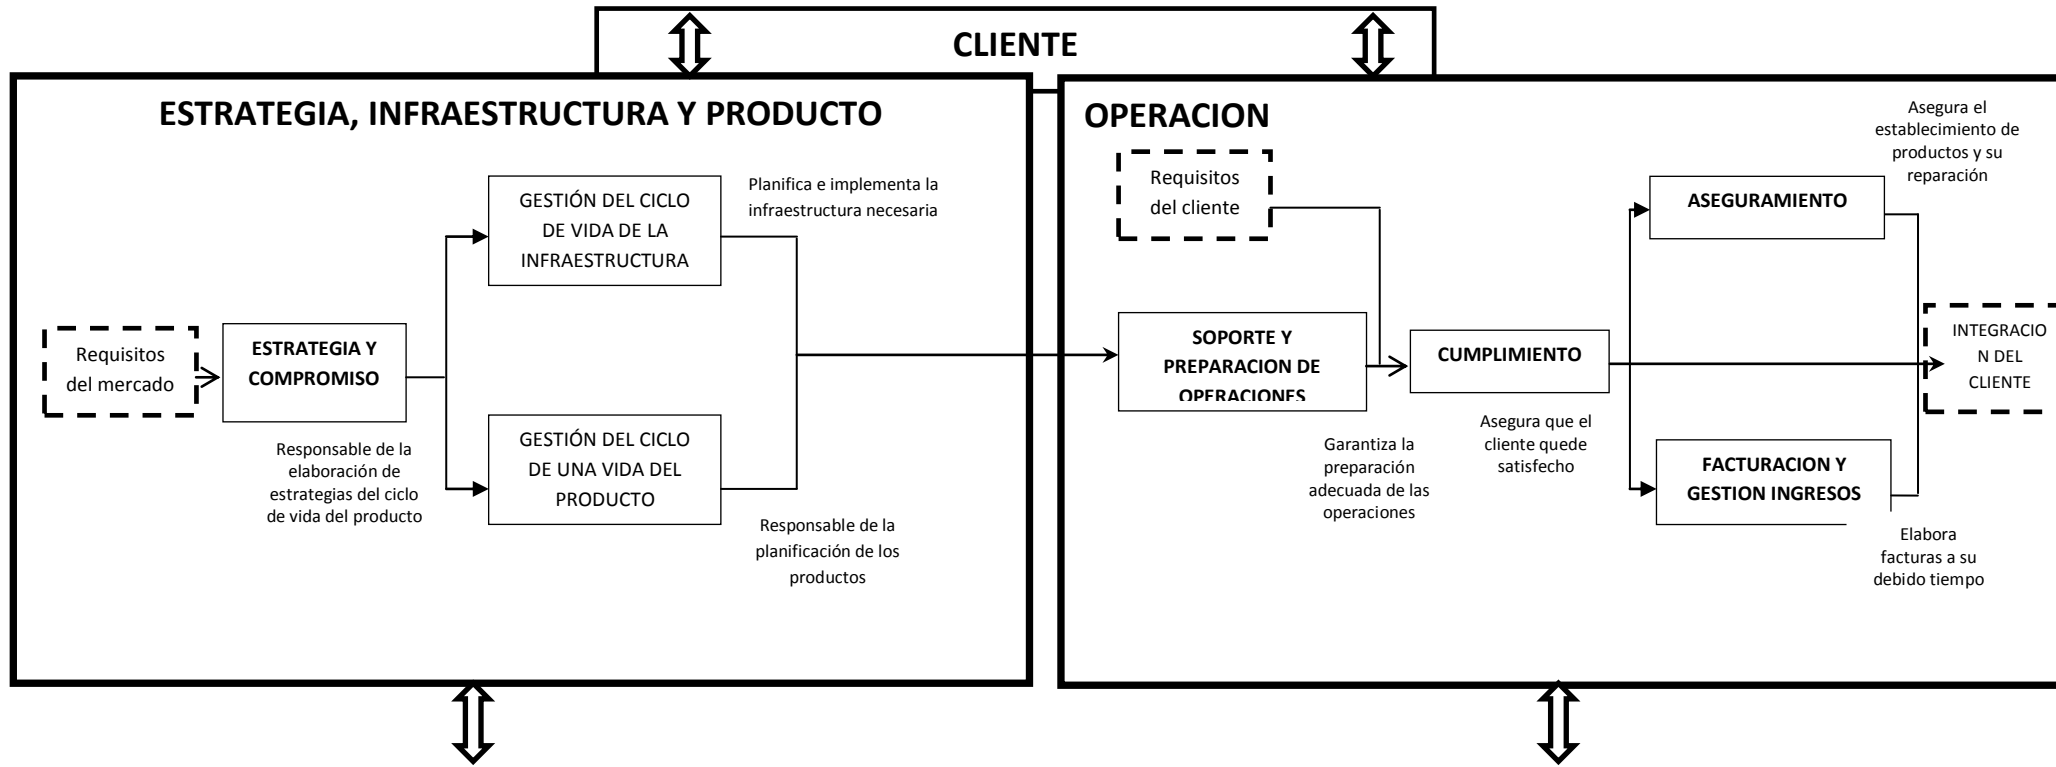 CLIENTE
ESTRATEGIA, INFRAESTRUCTURA Y PRODUCTO
Planifica e implementa la
infraestructura necesaria
GESTIÓN DEL CICLO
DE VIDA DE LA
INFRAESTRUCTURA
Requisitos
del mercado
ESTRATEGIA Y
COMPROMISO
Responsable de la
elaboración de
estrategias del ciclo
de vida del producto
GESTIÓN DEL CICLO
DE UNA VIDA DEL
PRODUCTO
Responsable de la
planificación de los
productos
OPERACION
Requisitos
del cliente
SOPORTE Y
PREPARACION DE
OPERACIONES
Garantiza la
preparación
adecuada de las
operaciones
CUMPLIMIENTO
Asegura que el
cliente quede
satisfecho
Asegura el
establecimiento de
productos y su
reparación
ASEGURAMIENTO
INTEGRACIO
N DEL
CLIENTE
FACTURACION Y
GESTION INGRESOS
Elabora
facturas a su
debido tiempo